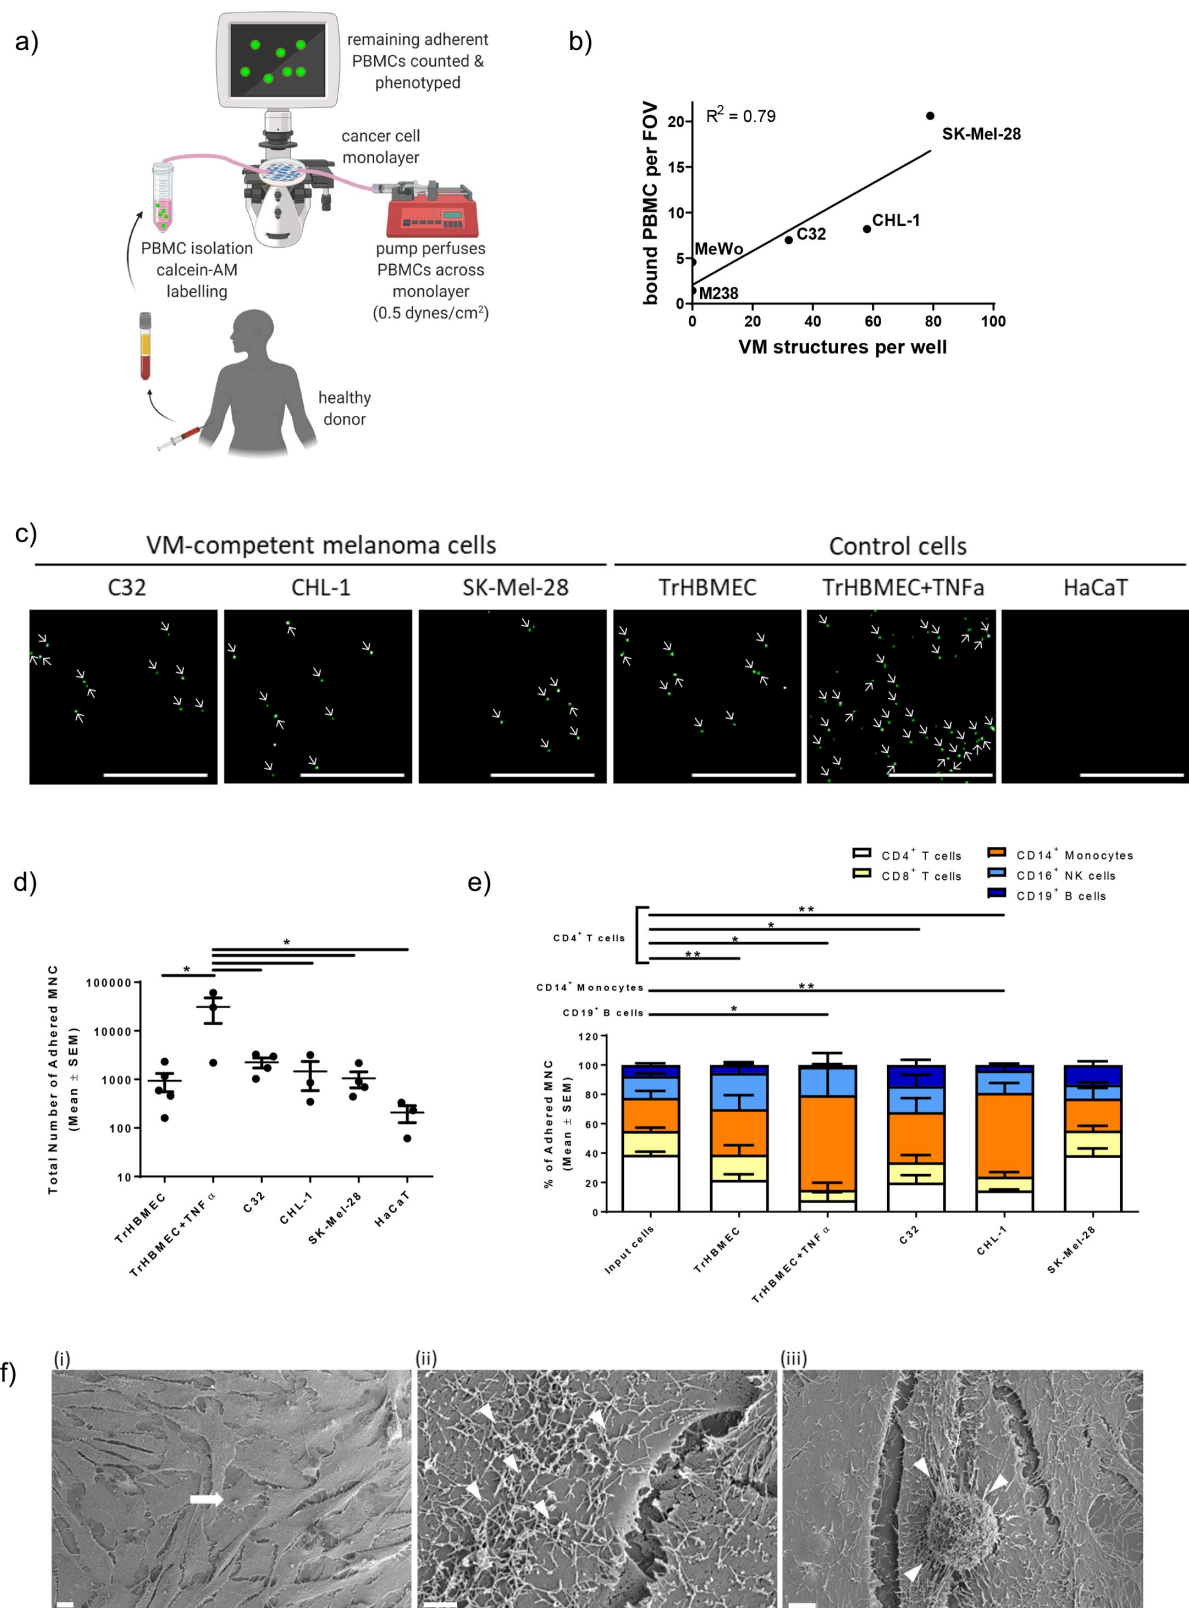 a)
remaining adherent
PBMCs counted &
phenotyped
cancer cell
monolayer
PBMC isolation
calcein-AM
labelling
pump perfuses
PBMCs across
monolayer
(0.5 dynes/cm²)
healthy
donor
b)
bound PBMC per FOV
R² = 0.79
20
15
10
5
0
SK-Mel-28
CHL-1
C32
MeWo
M238
0 20 40 60 80 100
VM structures per well
c)
VM-competent melanoma cells
Control cells
C32 CHL-1 SK-Mel-28 TrHBMEC TrHBMEC+TNFa HaCaT
d)
Total Number of Adhered MNC
(Mean ± SEM)
* *
100000
10000
1000
100
10
TrHBMEC
TrHBMEC+TNFα
C32
CHL-1
SK-Mel-28
HaCaT
e)
CD4⁺ T cells
CD8⁺ T cells
CD14⁺ Monocytes
CD16⁺ NK cells
CD19⁺ B cells
CD4⁺ T cells
**
*
*
**
CD14⁺ Monocytes
**
CD19⁺ B cells
*
% of Adhered MNC
(Mean ± SEM)
120
100
80
60
40
20
0
Input cells
TrHBMEC
TrHBMEC+TNFα
C32
CHL-1
SK-Mel-28
f)
(i)
(ii)
(iii)